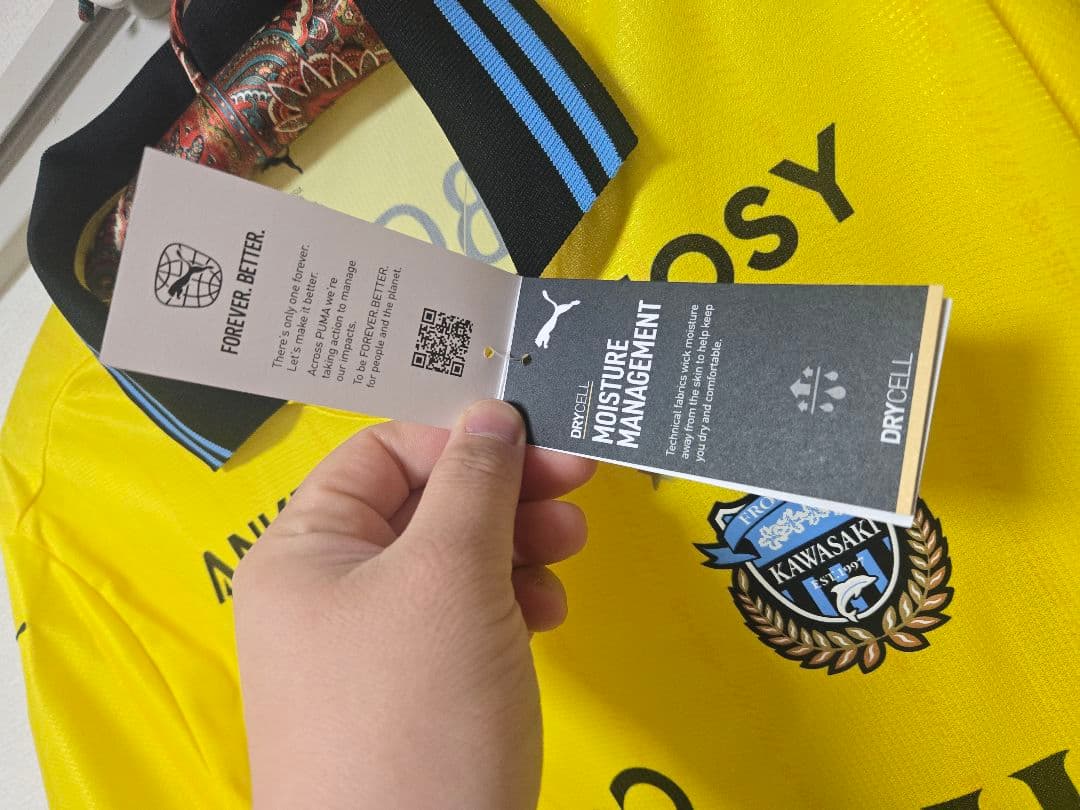 FOREVER. BETTER.
There's only one forever.
Let's make it better.
Across PUMA we're
taking action to manage
our impacts.
To be FOREVER.BETTER.
for people and the planet.
DRYCELL
MOISTURE
MANAGEMENT
Technical fabrics wick moisture
away from the skin to help keep
you dry and comfortable.
DRYCELL
OSY
KAWASAKI
EST.1997